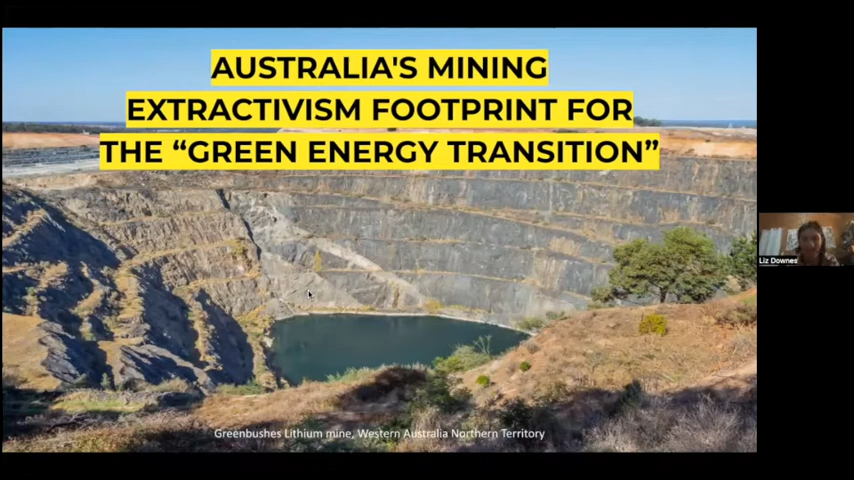 AUSTRALIA'S MINING
EXTRACTIVISM FOOTPRINT FOR
THE “GREEN ENERGY TRANSITION”
Liz Downes
Greenbushes Lithium mine, Western Australia Northern Territory